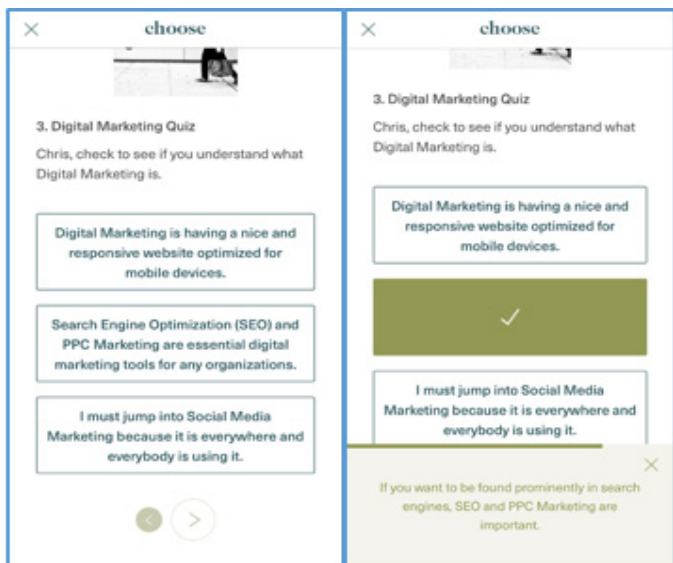 choose
3. Digital Marketing Quiz
Chris, check to see if you understand what
Digital Marketing is.
Digital Marketing is having a nice and
responsive website optimized for
mobile devices.
Search Engine Optimization (SEO) and
PPC Marketing are essential digital
marketing tools for any organizations.
I must jump into Social Media
Marketing because it is everywhere and
everybody is using it.
choose
3. Digital Marketing Quiz
Chris, check to see if you understand what
Digital Marketing is.
Digital Marketing is having a nice and
responsive website optimized for
mobile devices.
I must jump into Social Media
Marketing because it is everywhere and
everybody is using it.
If you want to be found prominently in search
engines, SEO and PPC Marketing are
important.